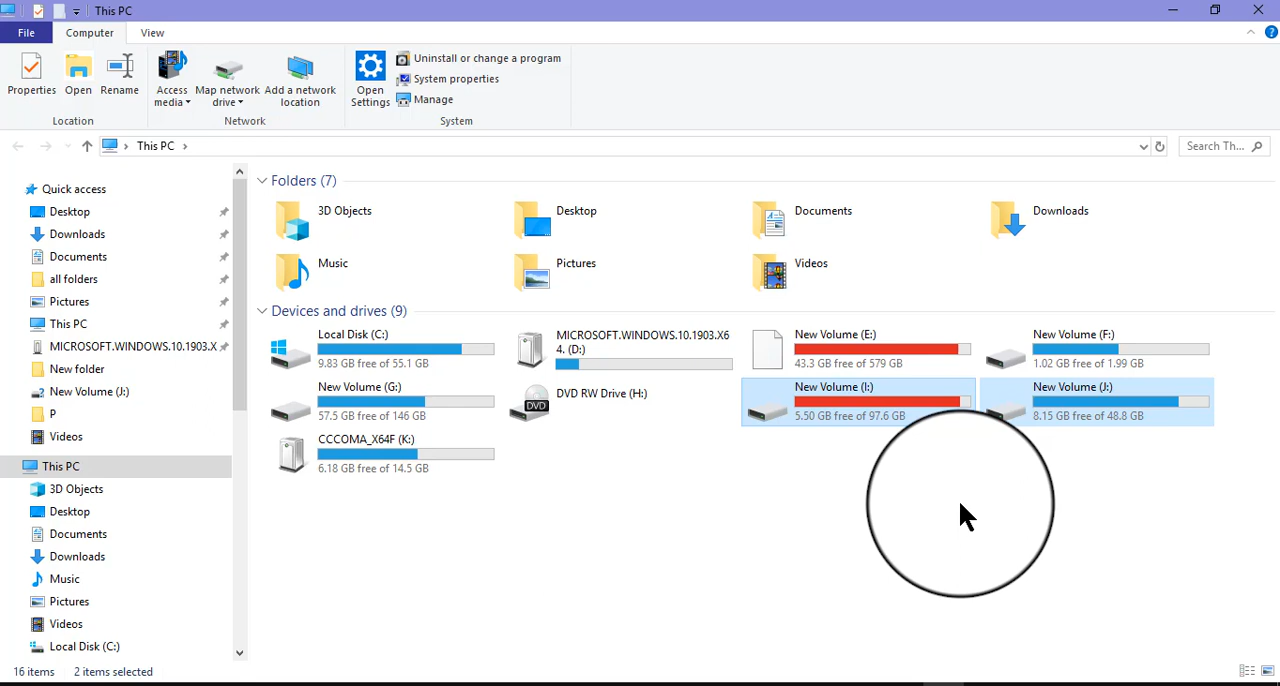 This PC
File
Computer
View
Properties
Open
Rename
Access
media
Map network
drive
Add a network
location
Open
Settings
Uninstall or change a program
System properties
Manage
Location
Network
System
This PC
Search Th...
Quick access
Desktop
Downloads
Documents
all folders
Pictures
This PC
MICROSOFT.WINDOWS.10.1903.X
New folder
New Volume (J:)
P
Videos
This PC
3D Objects
Desktop
Documents
Downloads
Music
Pictures
Videos
Local Disk (C:)
Folders (7)
3D Objects
Desktop
Documents
Downloads
Music
Pictures
Videos
Devices and drives (9)
Local Disk (C:)
9.83 GB free of 55.1 GB
MICROSOFT.WINDOWS.10.1903.X6
4. (D:)
New Volume (E:)
43.3 GB free of 579 GB
New Volume (F:)
1.02 GB free of 1.99 GB
New Volume (G:)
57.5 GB free of 146 GB
DVD RW Drive (H:)
DVD
New Volume (I:)
5.50 GB free of 97.6 GB
New Volume (J:)
8.15 GB free of 48.8 GB
CCCOMA_X64F (K:)
6.18 GB free of 14.5 GB
16 items
2 items selected